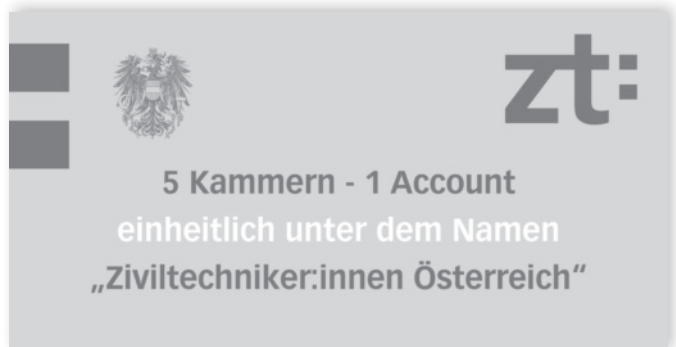 zt:
5 Kammern - 1 Account
einheitlich unter dem Namen
„Ziviltechniker:innen Österreich“